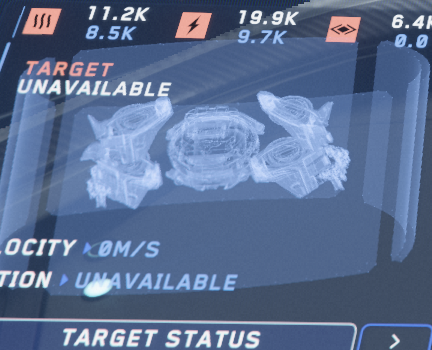 11.2K 19.9K 6.4K
8.5K 9.7K 0.0
TARGET
UNAVAILABLE
LOCITY 0M/S
TION UNAVAILABLE
TARGET STATUS